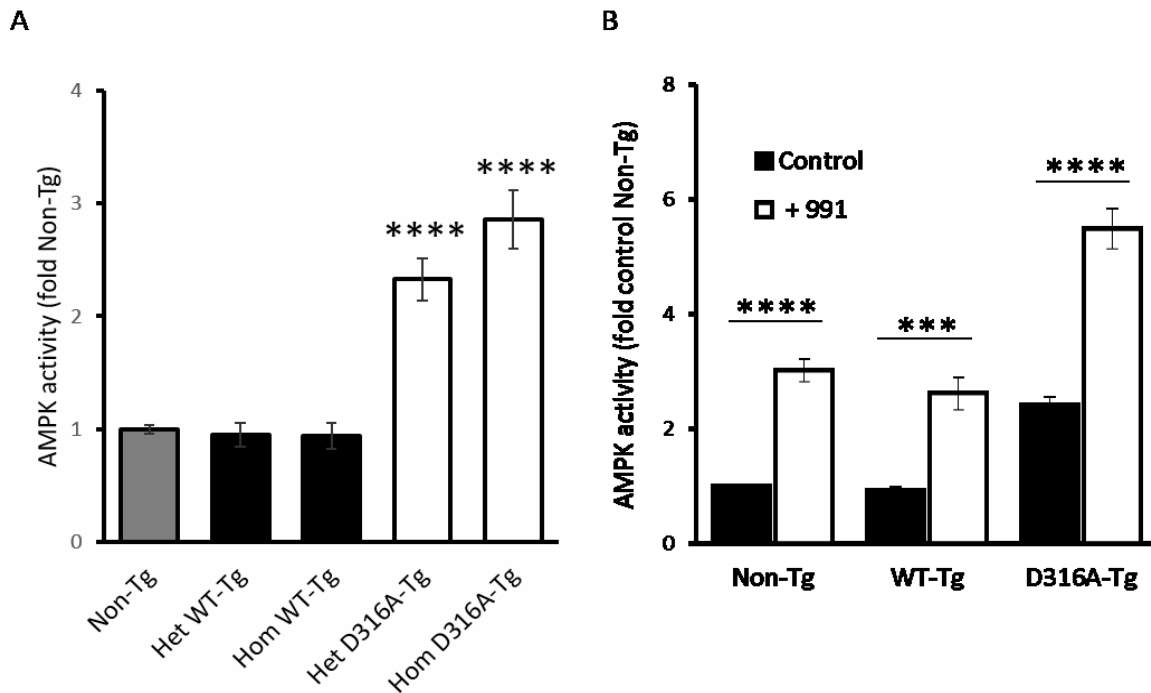 A
AMPK activity (fold Non-Tg)
4
3
2
1
0
****
****
Non-Tg
Het WT-Tg
Hom WT-Tg
Het D316A-Tg
Hom D316A-Tg
B
AMPK activity (fold control Non-Tg)
8
6
4
2
0
Control
+ 991
****
***
****
Non-Tg
WT-Tg
D316A-Tg